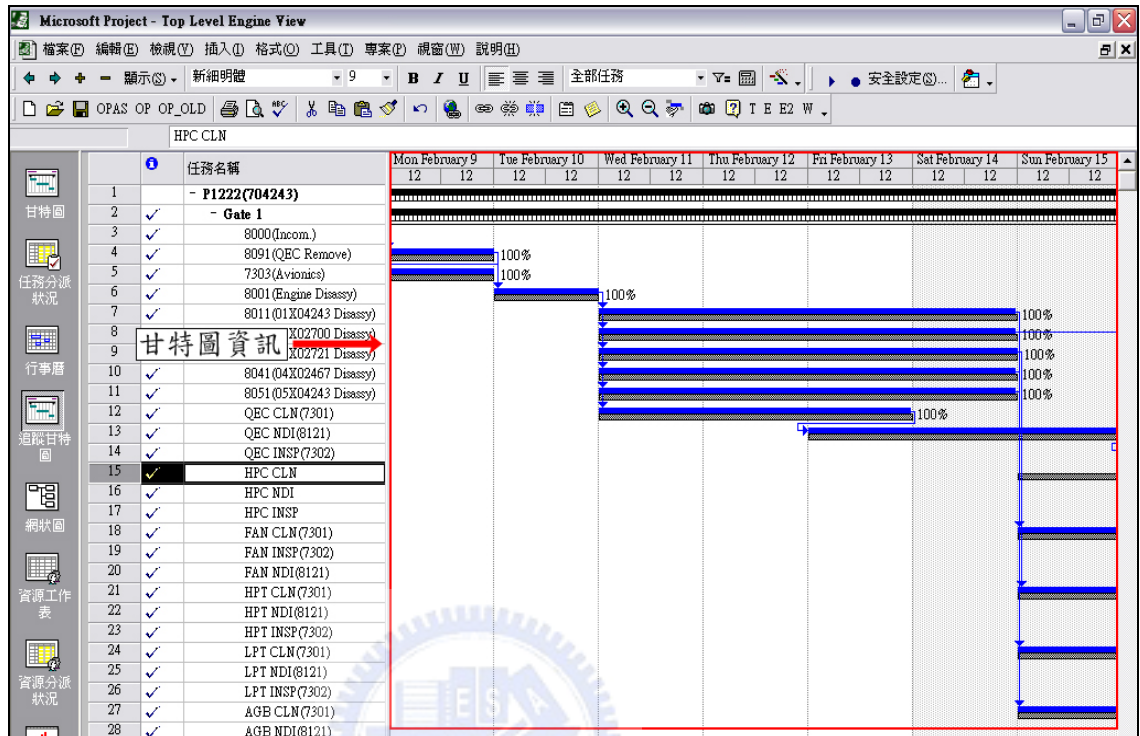 Microsoft Project - Top Level Engine View
檔案(F) 編輯(E) 檢視(V) 插入(I) 格式(O) 工具(T) 專案(P) 視窗(W) 說明(H)
顯示(S) 新細明體 9 B I U 全部任務 安全設定(S)...
OPAS OP OP_OLD T E E2 W
HPC CLN
任務名稱 Mon February 9 Tue February 10 Wed February 11 Thu February 12 Fri February 13 Sat February 14 Sun February 15
12 12 12 12 12 12 12 12 12 12 12 12 12 12
甘特圖
任務分派狀況
行事曆
追蹤甘特圖
網狀圖
資源工作表
資源分派狀況
1 - P1222(704243)
2 - Gate 1
3 8000(Incom.)
4 8091(QEC Remove) 100%
5 7303(Avionics) 100%
6 8001(Engine Disassy) 100%
7 8011(01X04243 Disassy) 100%
8 X02700 Disassy) 100%
甘特圖資訊
9 X02721 Disassy) 100%
10 8041(04X02467 Disassy) 100%
11 8051(05X04243 Disassy) 100%
12 QEC CLN(7301) 100%
13 QEC NDI(8121)
14 QEC INSP(7302)
15 HPC CLN
16 HPC NDI
17 HPC INSP
18 FAN CLN(7301)
19 FAN INSP(7302)
20 FAN NDI(8121)
21 HPT CLN(7301)
22 HPT NDI(8121)
23 HPT INSP(7302)
24 LPT CLN(7301)
25 LPT NDI(8121)
26 LPT INSP(7302)
27 AGB CLN(7301)
28 AGB NDI(8121)